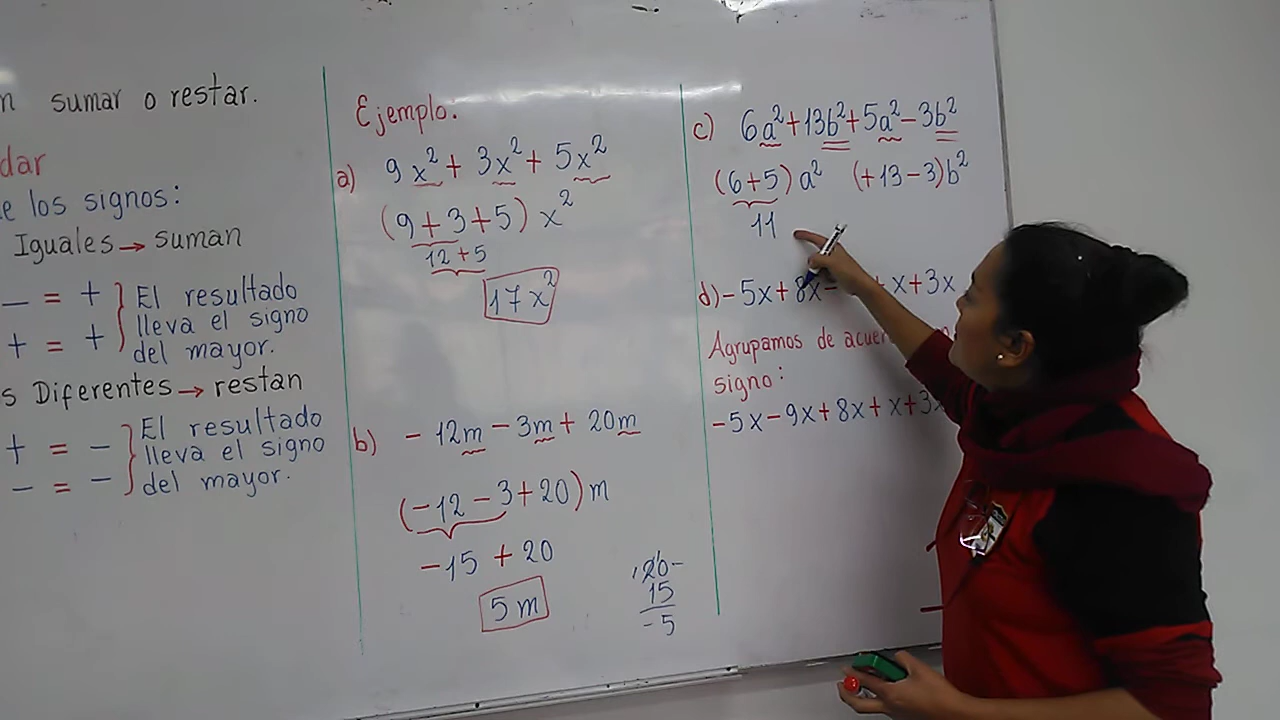 sumar o restar.
dar
los signos:
Iguales → suman
− = +
+ = +
El resultado
lleva el signo
del mayor.
Diferentes → restan
+ = −
− = −
El resultado
lleva el signo
del mayor.
Ejemplo:
a) 9x² + 3x² + 5x²
(9 + 3 + 5) x²
12 + 5
17x²
b) − 12m − 3m + 20m
(−12 − 3 + 20) m
−15 + 20
5m
20−
15
-5
c) 6a² + 13b² + 5a² − 3b²
(6 + 5) a² (+13 − 3) b²
11
d) −5x + 8x − + x + 3x
Agrupamos de
signo:
−5x − 9x + 8x + x + 3x